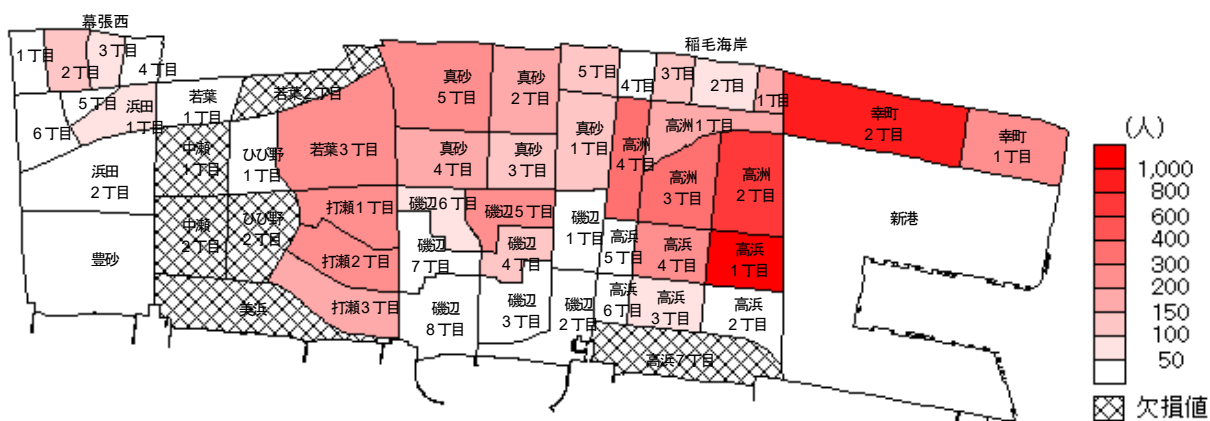 幕張西
1丁目
2丁目
3丁目
4丁目
5丁目
6丁目
浜田
1丁目
浜田
2丁目
豊砂
若葉
1丁目
若葉2丁目
若葉3丁目
中瀬
1丁目
中瀬
2丁目
ひび野
1丁目
ひび野
2丁目
美浜
打瀬1丁目
打瀬2丁目
打瀬3丁目
真砂
5丁目
真砂
2丁目
真砂
4丁目
真砂
3丁目
真砂
1丁目
磯辺6丁目
磯辺5丁目
磯辺
7丁目
磯辺
4丁目
磯辺
1丁目
磯辺
8丁目
磯辺
3丁目
磯辺
2丁目
稲毛海岸
5丁目
4丁目
3丁目
2丁目
1丁目
高洲1丁目
高洲
4丁目
高洲
3丁目
高洲
2丁目
高浜
5丁目
高浜
4丁目
高浜
1丁目
高浜
6丁目
高浜
3丁目
高浜
2丁目
高浜7丁目
幸町
2丁目
幸町
1丁目
新港
(人)
1,000
800
600
400
300
200
150
100
50
欠損値